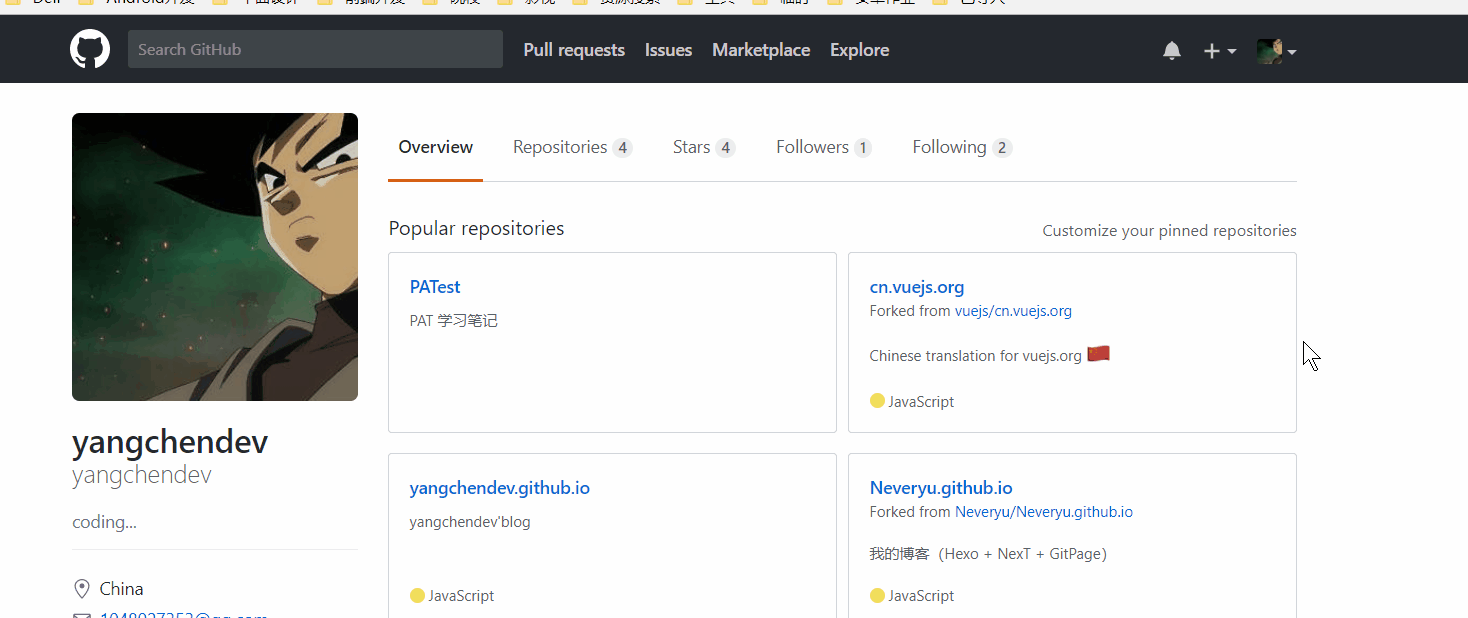 Search GitHub
Pull requests Issues Marketplace Explore
Overview Repositories 4 Stars 4 Followers 1 Following 2
Popular repositories
Customize your pinned repositories
PATest
PAT 学习笔记
cn.vuejs.org
Forked from vuejs/cn.vuejs.org
Chinese translation for vuejs.org
JavaScript
yangchendev.github.io
yangchendev'blog
JavaScript
Neveryu.github.io
Forked from Neveryu/Neveryu.github.io
我的博客（Hexo + NexT + GitPage）
JavaScript
yangchendev
yangchendev
coding...
China